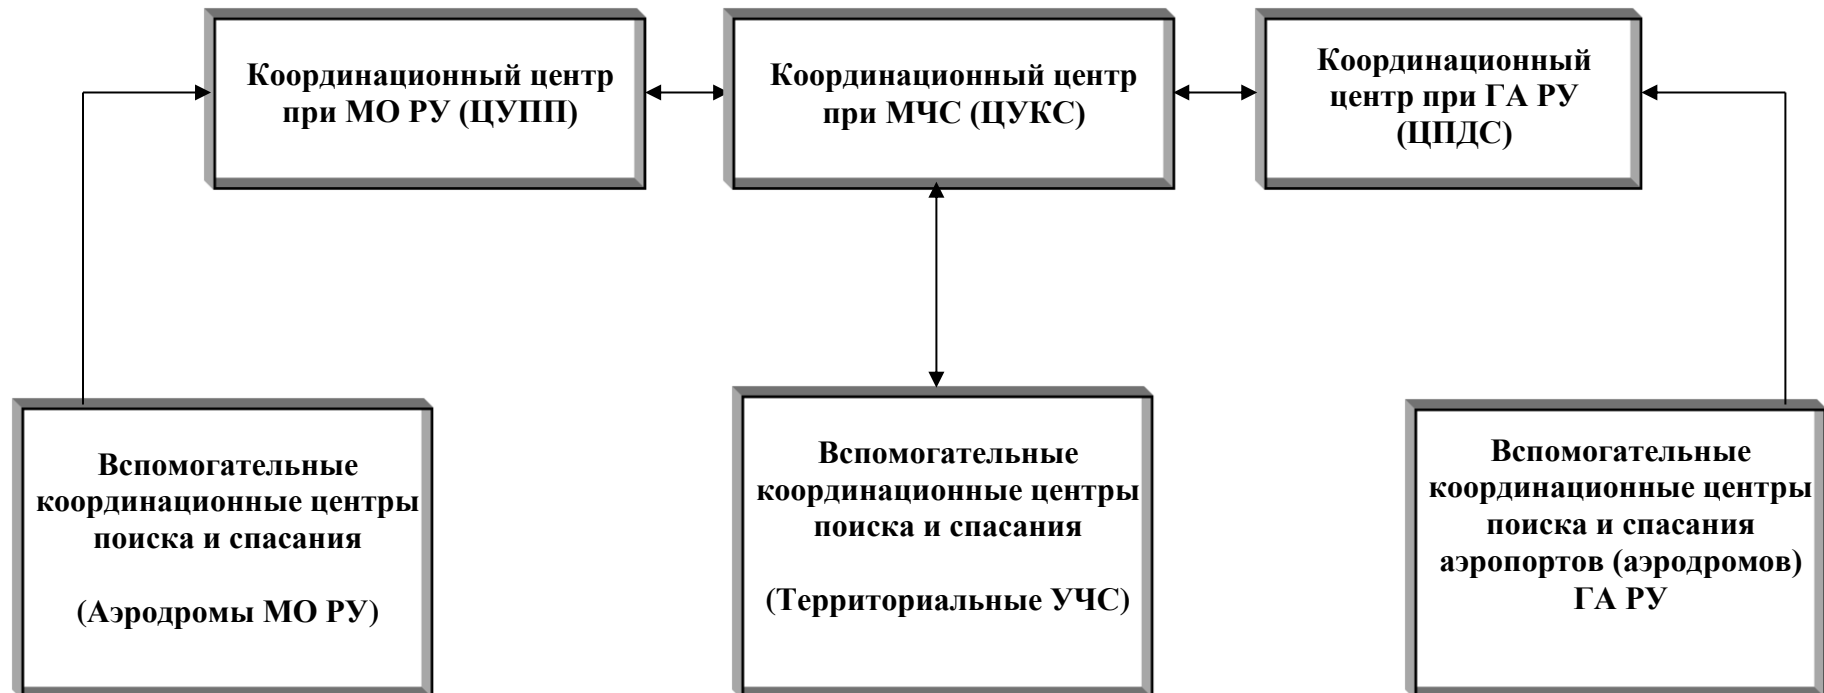 Координационный центр
при МО РУ (ЦУПП)
Координационный центр
при МЧС (ЦУКС)
Координационный
центр при ГА РУ
(ЦПДС)
Вспомогательные
координационные центры
поиска и спасания
(Аэродромы МО РУ)
Вспомогательные
координационные центры
поиска и спасания
(Территориальные УЧС)
Вспомогательные
координационные центры
поиска и спасания
аэропортов (аэродромов)
ГА РУ